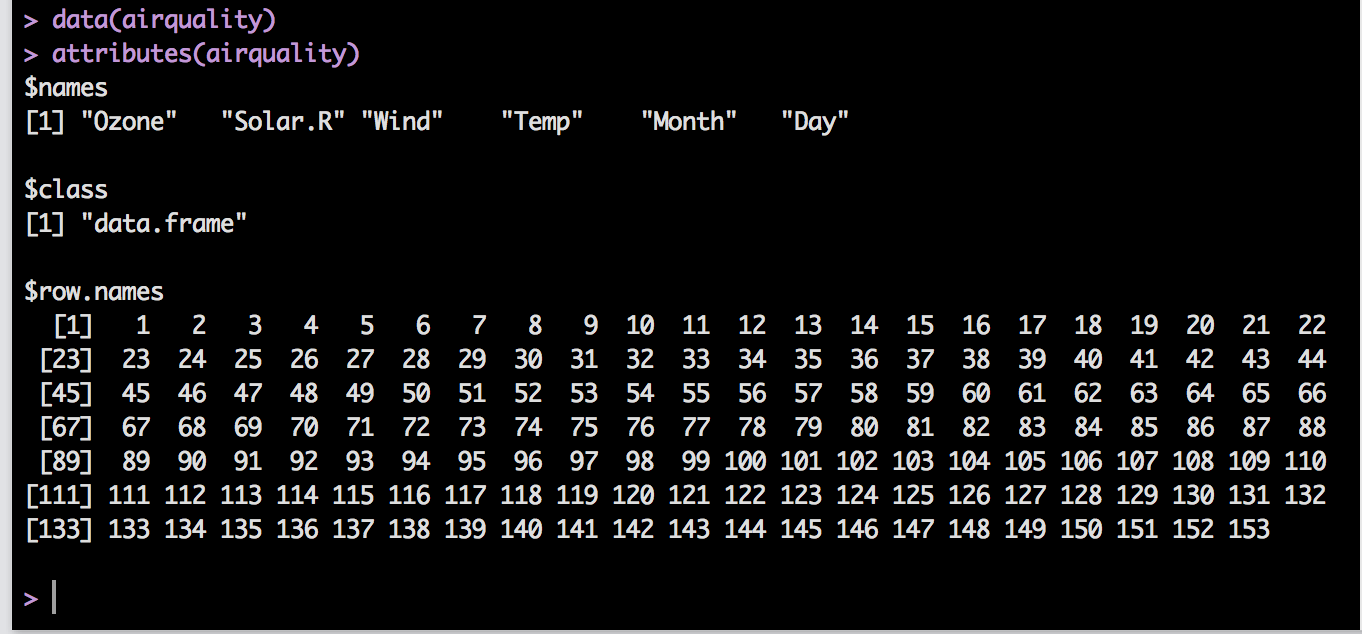 > data(airquality)
> attributes(airquality)
$names
[1] "Ozone"   "Solar.R" "Wind"    "Temp"    "Month"   "Day"

$class
[1] "data.frame"

$row.names
  [1]   1   2   3   4   5   6   7   8   9  10  11  12  13  14  15  16  17  18  19  20  21  22
 [23]  23  24  25  26  27  28  29  30  31  32  33  34  35  36  37  38  39  40  41  42  43  44
 [45]  45  46  47  48  49  50  51  52  53  54  55  56  57  58  59  60  61  62  63  64  65  66
 [67]  67  68  69  70  71  72  73  74  75  76  77  78  79  80  81  82  83  84  85  86  87  88
 [89]  89  90  91  92  93  94  95  96  97  98  99 100 101 102 103 104 105 106 107 108 109 110
[111] 111 112 113 114 115 116 117 118 119 120 121 122 123 124 125 126 127 128 129 130 131 132
[133] 133 134 135 136 137 138 139 140 141 142 143 144 145 146 147 148 149 150 151 152 153

>